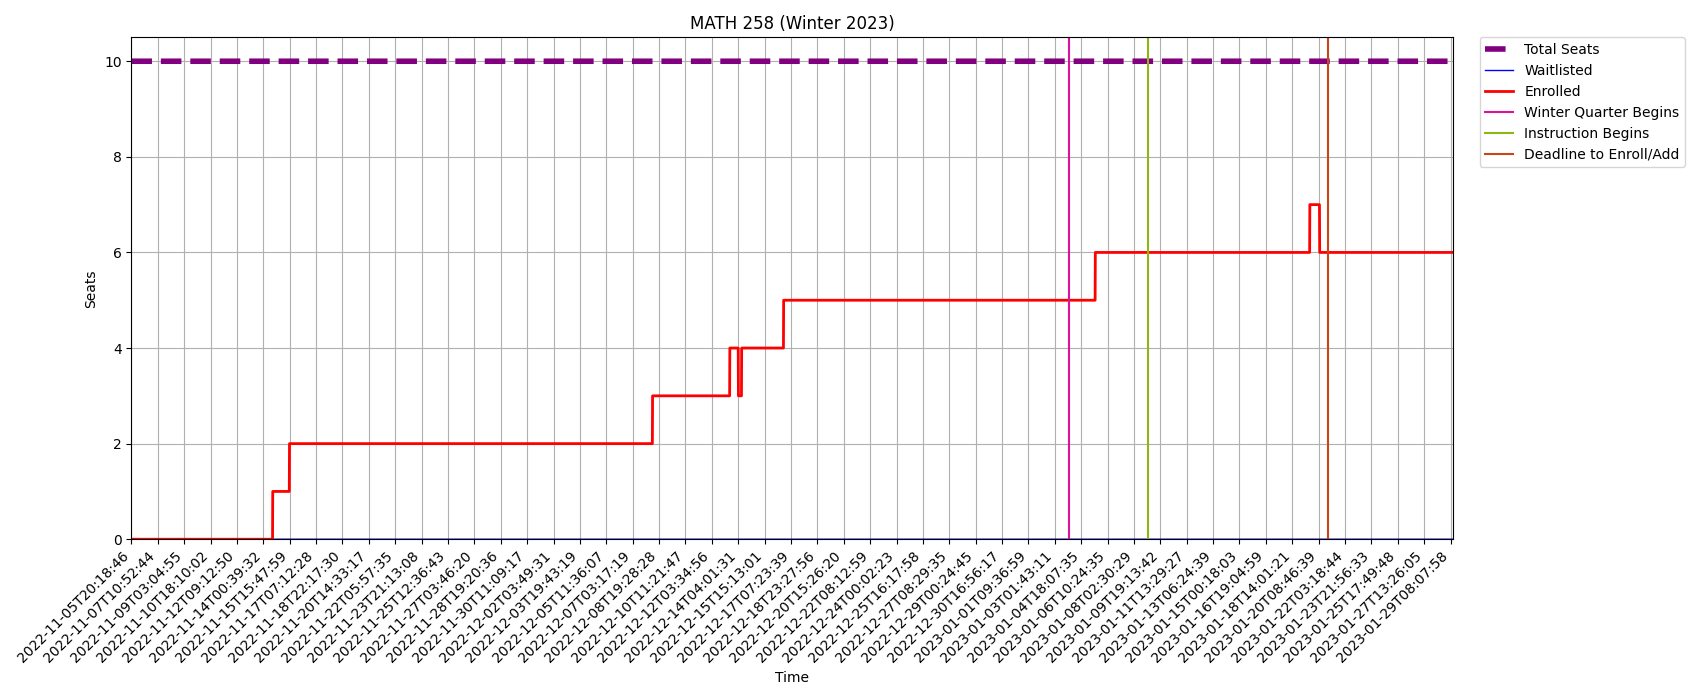 MATH 258 (Winter 2023)
10
8
6
4
2
0
Seats
Total Seats
Waitlisted
Enrolled
Winter Quarter Begins
Instruction Begins
Deadline to Enroll/Add
2022-11-05T20:18:46
2022-11-07T10:52:44
2022-11-09T03:04:55
2022-11-10T18:10:02
2022-11-12T09:12:50
2022-11-14T00:39:32
2022-11-15T15:47:59
2022-11-17T07:12:28
2022-11-18T22:17:30
2022-11-20T14:33:17
2022-11-22T05:57:35
2022-11-23T21:13:08
2022-11-25T12:36:43
2022-11-27T03:46:20
2022-11-28T19:20:36
2022-11-30T11:09:17
2022-12-02T03:49:31
2022-12-03T19:43:19
2022-12-05T11:36:07
2022-12-07T03:17:19
2022-12-08T19:28:28
2022-12-10T11:21:47
2022-12-12T03:34:56
2022-12-14T04:01:31
2022-12-15T15:13:01
2022-12-17T07:23:39
2022-12-18T23:27:56
2022-12-20T15:26:20
2022-12-22T08:12:59
2022-12-24T00:02:23
2022-12-25T16:17:58
2022-12-27T08:29:35
2022-12-29T00:24:45
2022-12-30T16:56:17
2023-01-01T09:36:59
2023-01-03T01:43:11
2023-01-04T18:07:35
2023-01-06T10:24:35
2023-01-08T02:30:29
2023-01-09T19:13:42
2023-01-11T13:29:27
2023-01-13T06:24:39
2023-01-15T00:18:03
2023-01-16T19:04:59
2023-01-18T14:01:21
2023-01-20T08:46:39
2023-01-22T03:18:44
2023-01-23T21:56:33
2023-01-25T17:49:48
2023-01-27T13:26:05
2023-01-29T08:07:58
Time